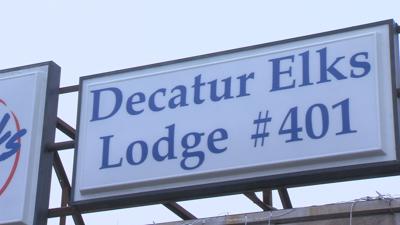 Decatur Elks
Lodge #401